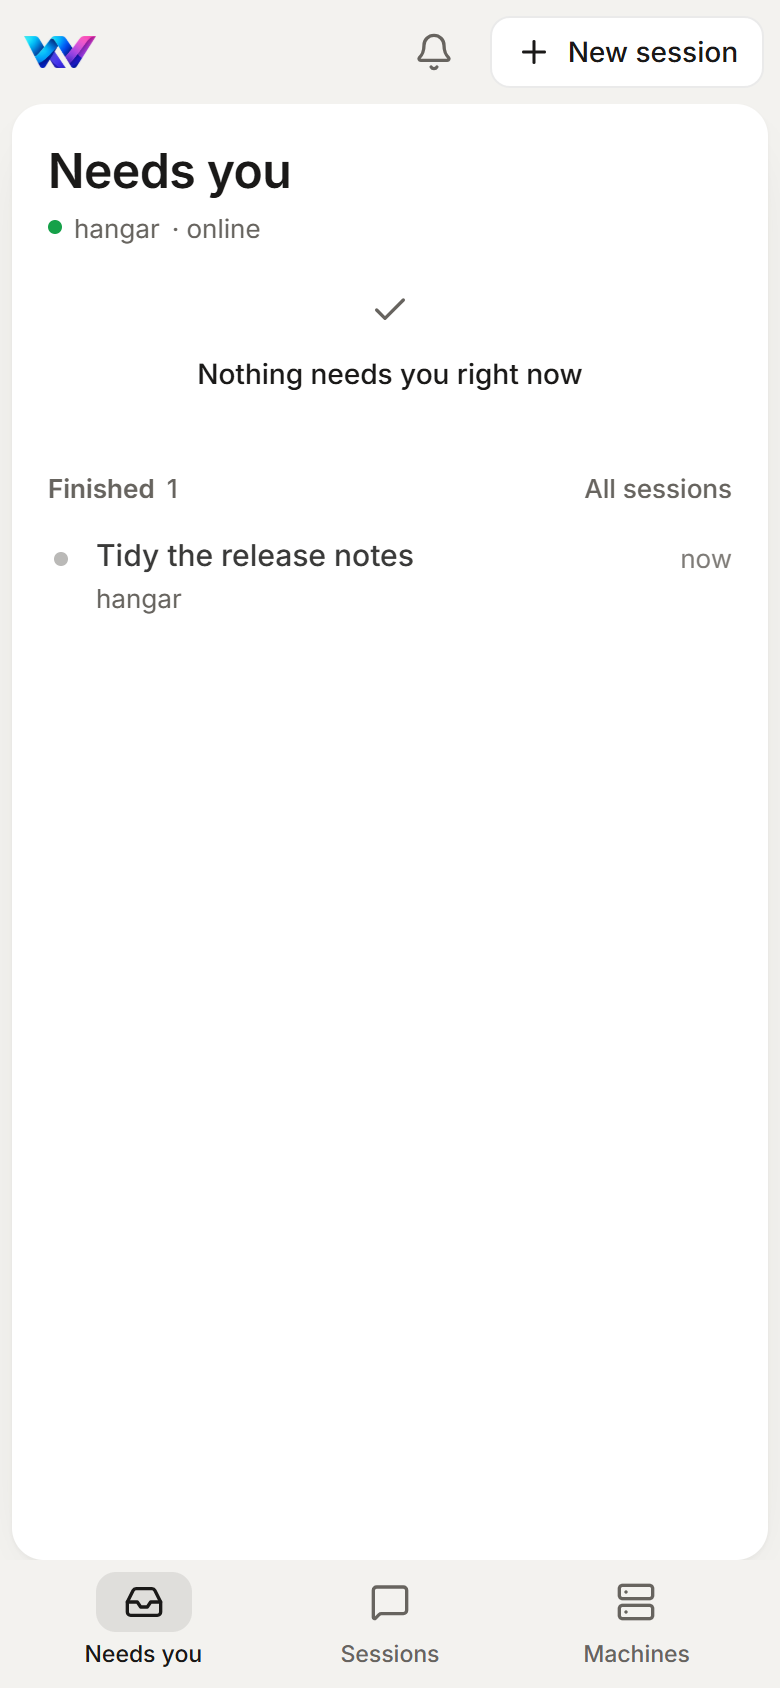 New session
Needs you
hangar · online
Nothing needs you right now
Finished 1
All sessions
Tidy the release notes
now
hangar
Needs you
Sessions
Machines